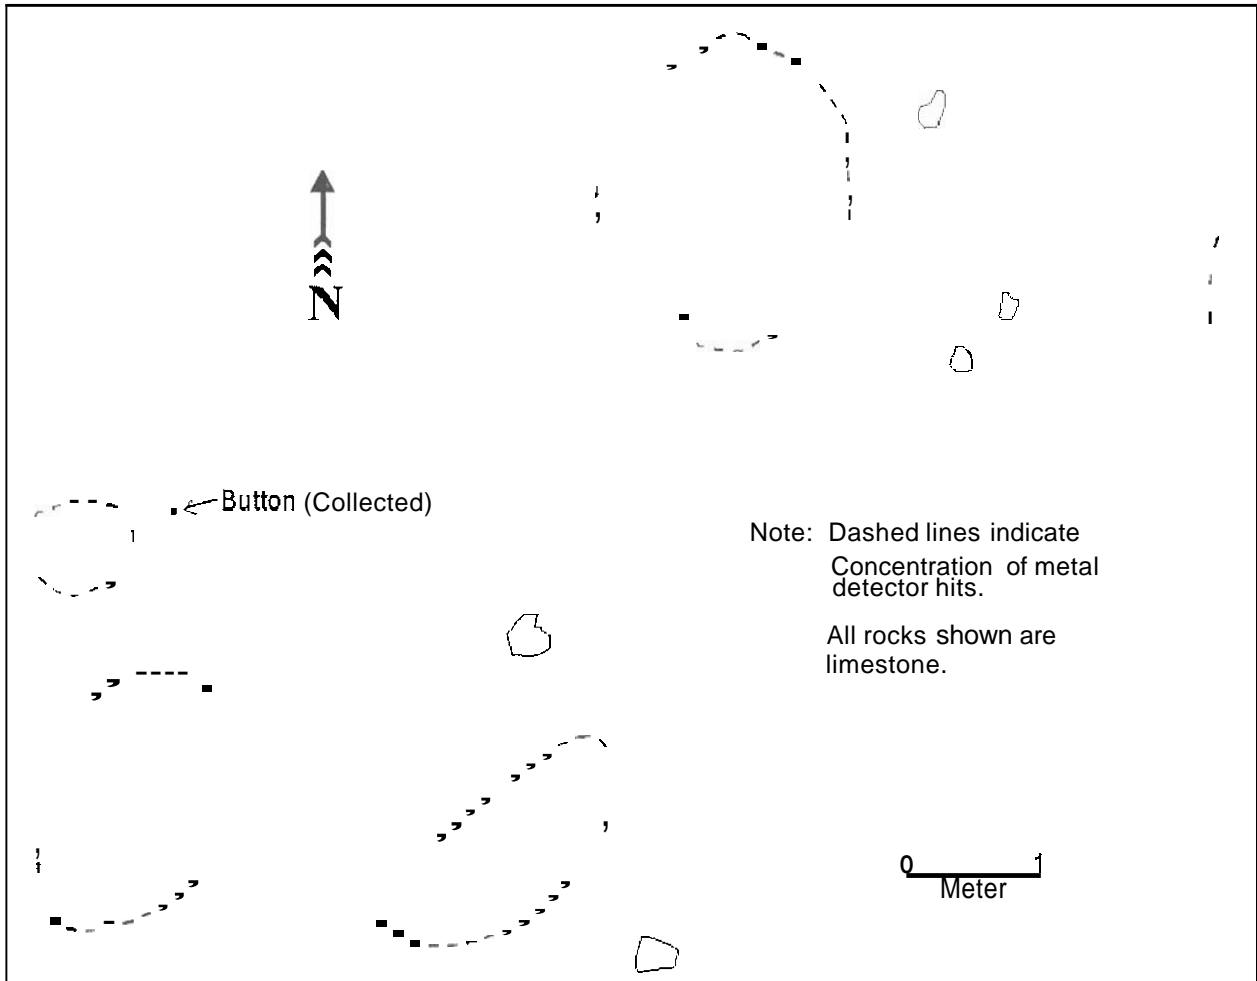 N
Button (Collected)
Note: Dashed lines indicate
Concentration of metal
detector hits.
All rocks shown are
limestone.
0 1
Meter